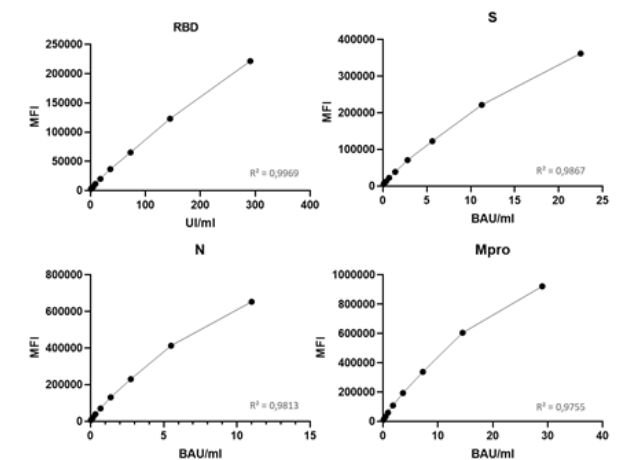 RBD
250000
200000
150000
100000
50000
0
MFI
0 100 200 300 400
UI/ml
R² = 0,9969
S
400000
300000
200000
100000
0
MFI
0 5 10 15 20 25
BAU/ml
R² = 0,9867
N
800000
600000
400000
200000
0
MFI
0 5 10 15
BAU/ml
R² = 0,9813
Mpro
1000000
800000
600000
400000
200000
0
MFI
0 10 20 30 40
BAU/ml
R² = 0,9755